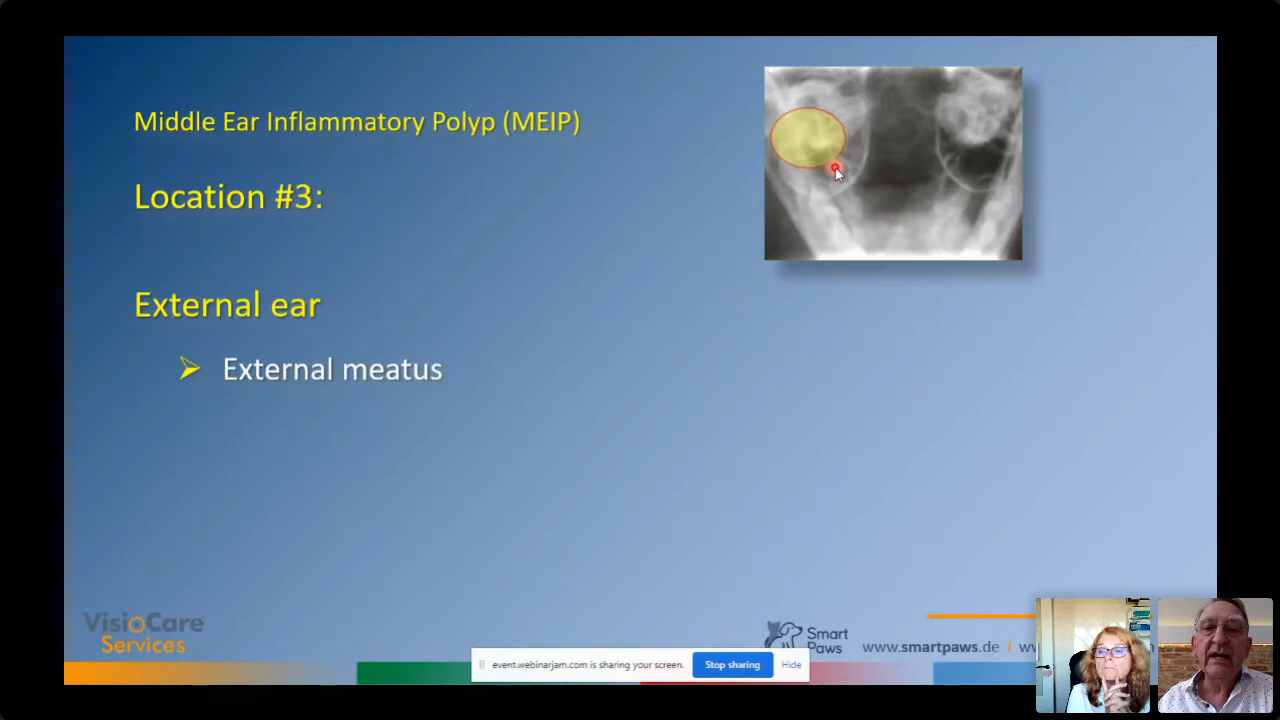 Middle Ear Inflammatory Polyp (MEIP)
Location #3:
External ear
External meatus
VisioCare
Services
Smart
Paws
www.smartpaws.de
event.webinarjam.com is sharing your screen.
Stop sharing
Hide